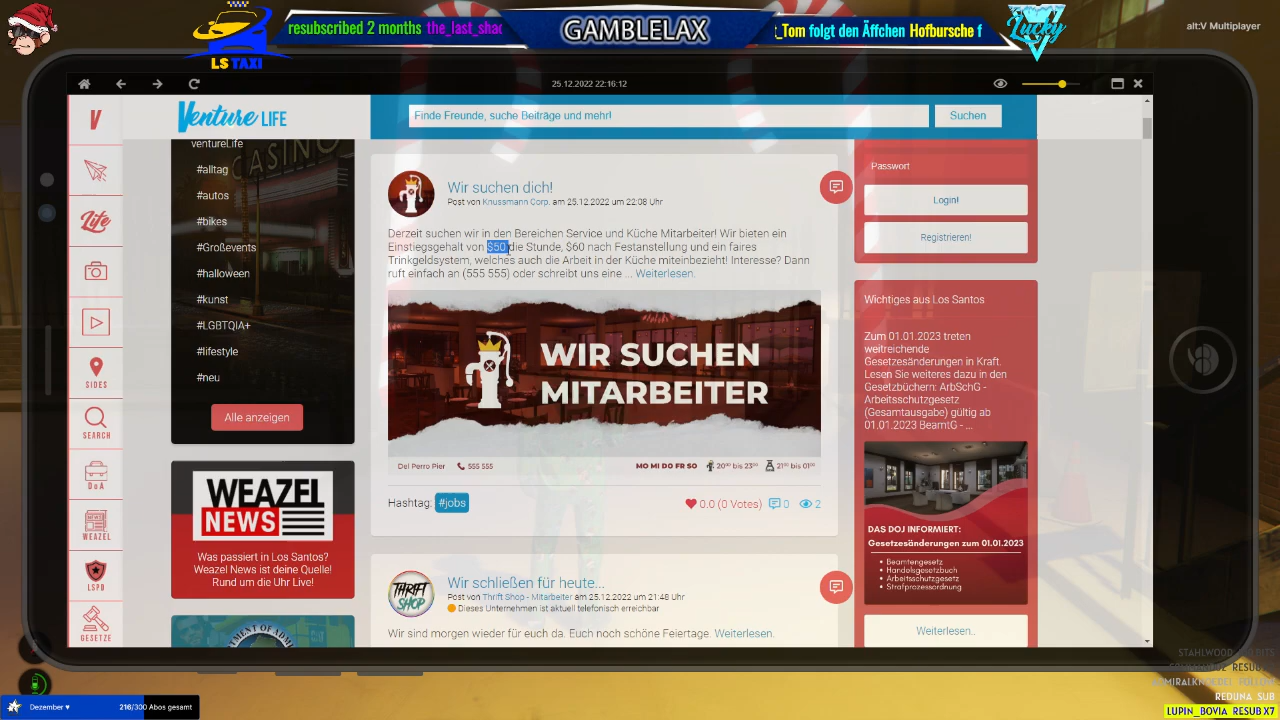 resubscribed 2 months the_last_shad
GAMBLELAX
t_Tom folgt den Äffchen Hofbursche f
Lucky
alt:V Multiplayer
LS TAXI
25.12.2022 22:16:12
V
Venture LIFE
Finde Freunde, suche Beiträge und mehr!
Suchen
Life
SIDES
SEARCH
DoA
WEAZEL
LSPD
GESETZE
ventureLife
CASINO
#alltag
#autos
#bikes
#Großevents
#halloween
#kunst
#LGBTQIA+
#lifestyle
#neu
Alle anzeigen
WEAZEL
NEWS
Was passiert in Los Santos?
Weazel News ist deine Quelle!
Rund um die Uhr Live!
Wir suchen dich!
Post von Knussmann Corp. am 25.12.2022 um 22:08 Uhr
Derzeit suchen wir in den Bereichen Service und Küche Mitarbeiter! Wir bieten ein
Einstiegsgehalt von $50 die Stunde, $60 nach Festanstellung und ein faires
Trinkgeldsystem, welches auch die Arbeit in der Küche miteinbezieht! Interesse? Dann
ruft einfach an (555 555) oder schreibt uns eine ... Weiterlesen.
WIR SUCHEN
MITARBEITER
Del Perro Pier 555 555 MO MI DO FR SO 20⁰⁰ bis 23⁰⁰ 21⁰⁰ bis 01⁰⁰
Hashtag: #jobs 0.0 (0 Votes) 0 2
THRIFT
SHOP
Wir schließen für heute...
Post von Thrift Shop - Mitarbeiter am 25.12.2022 um 21:48 Uhr
Dieses Unternehmen ist aktuell telefonisch erreichbar
Wir sind morgen wieder für euch da. Euch noch schöne Feiertage. Weiterlesen.
Passwort
Login!
Registrieren!
Wichtiges aus Los Santos
Zum 01.01.2023 treten
weitreichende
Gesetzesänderungen in Kraft.
Lesen Sie weiteres dazu in den
Gesetzbüchern: ArbSchG -
Arbeitsschutzgesetz
(Gesamtausgabe) gültig ab
01.01.2023 BeamtG - ...
DAS DOJ INFORMIERT:
Gesetzesänderungen zum 01.01.2023
Beamtengesetz
Handelsgesetzbuch
Arbeitsschutzgesetz
Strafprozessordnung
Weiterlesen..
REDUNA SUB
LUPIN_BOVIA RESUB X7
Dezember ♥ 216/300 Abos gesamt